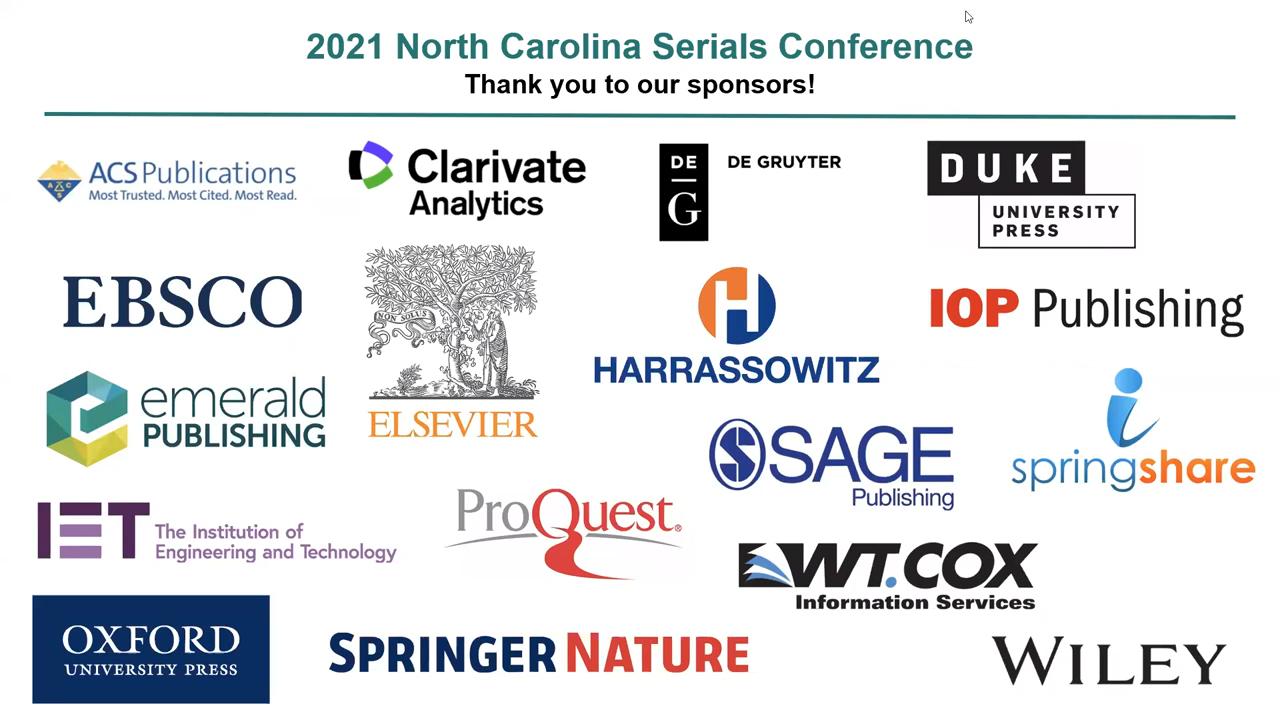 2021 North Carolina Serials Conference
Thank you to our sponsors!
ACS Publications
Most Trusted. Most Cited. Most Read.
A C S
Clarivate
Analytics
DE
G
DE GRUYTER
DUKE
UNIVERSITY
PRESS
EBSCO
NON SOLUS
ELSEVIER
H
HARRASSOWITZ
IOP Publishing
emerald
PUBLISHING
S SAGE
Publishing
i
springshare
IET The Institution of
Engineering and Technology
ProQuest®
WT.COX
Information Services
OXFORD
UNIVERSITY PRESS
SPRINGER NATURE
WILEY